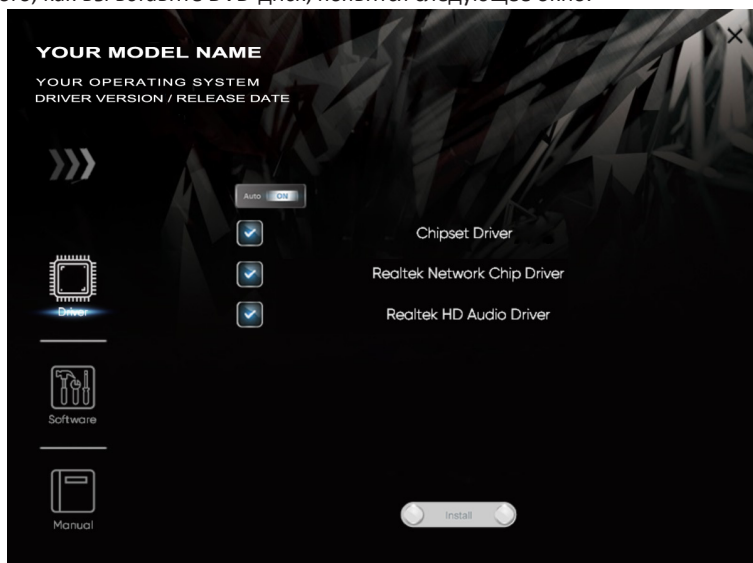 как вы вставите DVD-диск, появится следующее окно:
YOUR MODEL NAME
YOUR OPERATING SYSTEM
DRIVER VERSION / RELEASE DATE
Auto ON
Chipset Driver
Realtek Network Chip Driver
Realtek HD Audio Driver
Driver
Software
Manual
Install